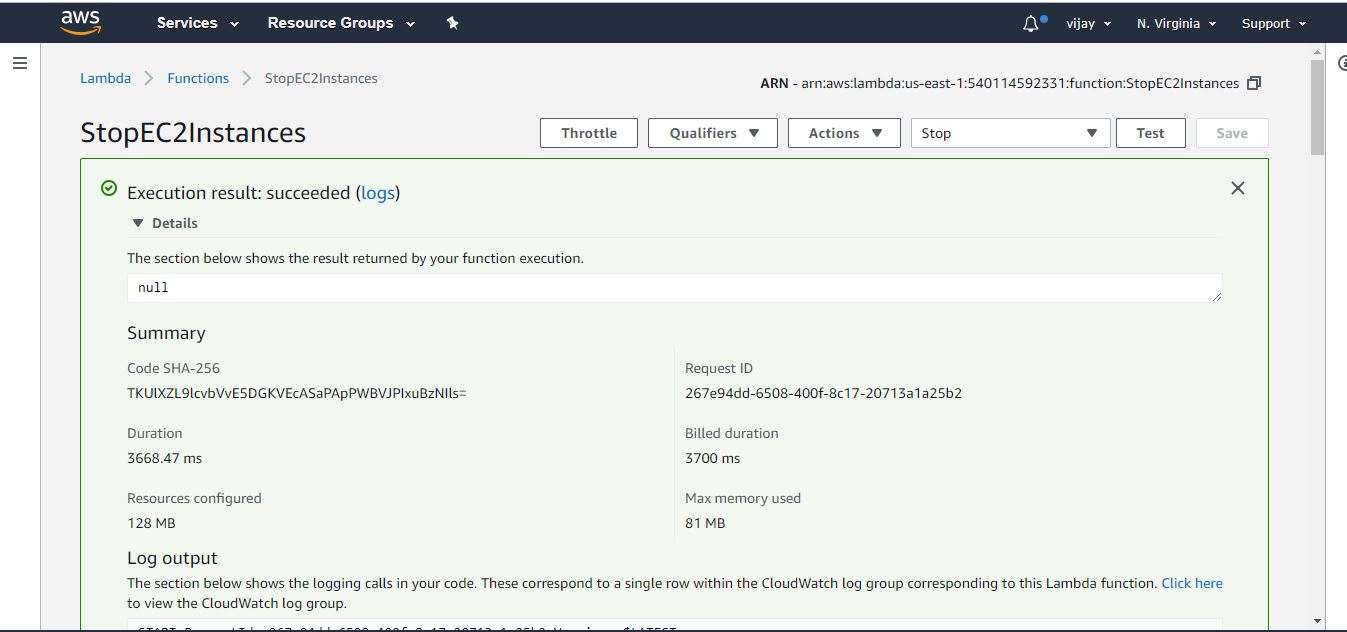 aws Services Resource Groups vijay N. Virginia Support
Lambda Functions StopEC2Instances
ARN - arn:aws:lambda:us-east-1:540114592331:function:StopEC2Instances
StopEC2Instances Throttle Qualifiers Actions Stop Test Save
Execution result: succeeded (logs)
Details
The section below shows the result returned by your function execution.
null
Summary
Code SHA-256 Request ID
TKUlXZL9lcvbVvE5DGKVEcASaPApPWBVJPIxuBzNIls= 267e94dd-6508-400f-8c17-20713a1a25b2
Duration Billed duration
3668.47 ms 3700 ms
Resources configured Max memory used
128 MB 81 MB
Log output
The section below shows the logging calls in your code. These correspond to a single row within the CloudWatch log group corresponding to this Lambda function. Click here
to view the CloudWatch log group.